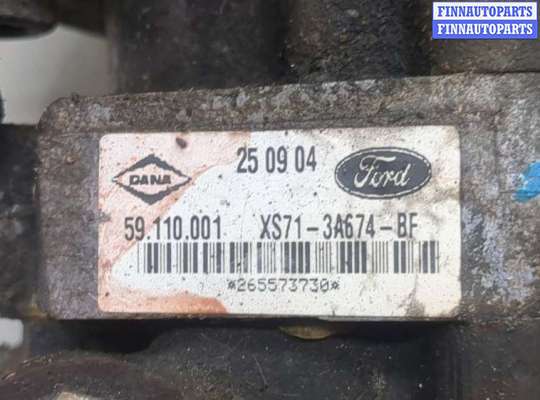 FINNAUTOPARTS
FINNAUTOPARTS
DANA 25 09 04 Ford
59.110.001 XS71-3A674-BF
*265573730*